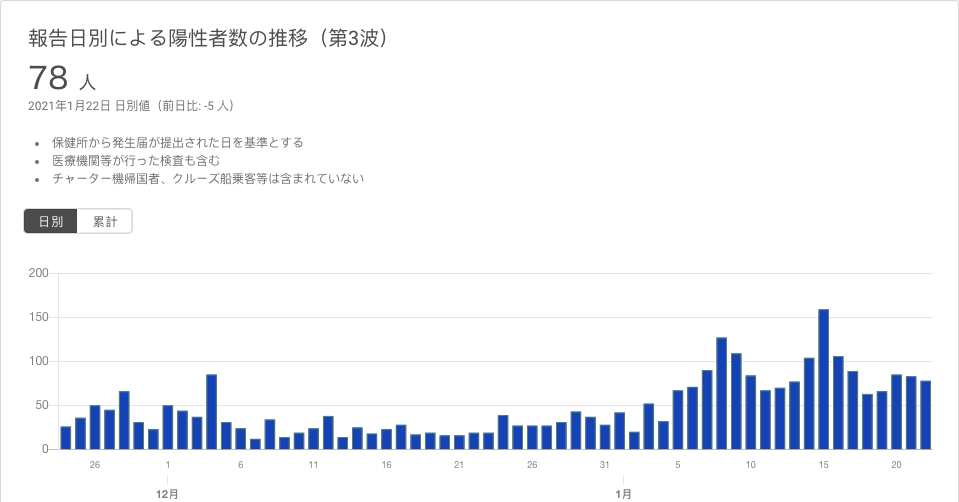 報告日別による陽性者数の推移（第3波）
78 人
2021年1月22日 日別値（前日比: -5 人）
• 保健所から発生届が提出された日を基準とする
• 医療機関等が行った検査も含む
• チャーター機帰国者、クルーズ船乗客等は含まれていない
日別 累計
200
150
100
50
0
26 1 6 11 16 21 26 31 5 10 15 20
12月 1月